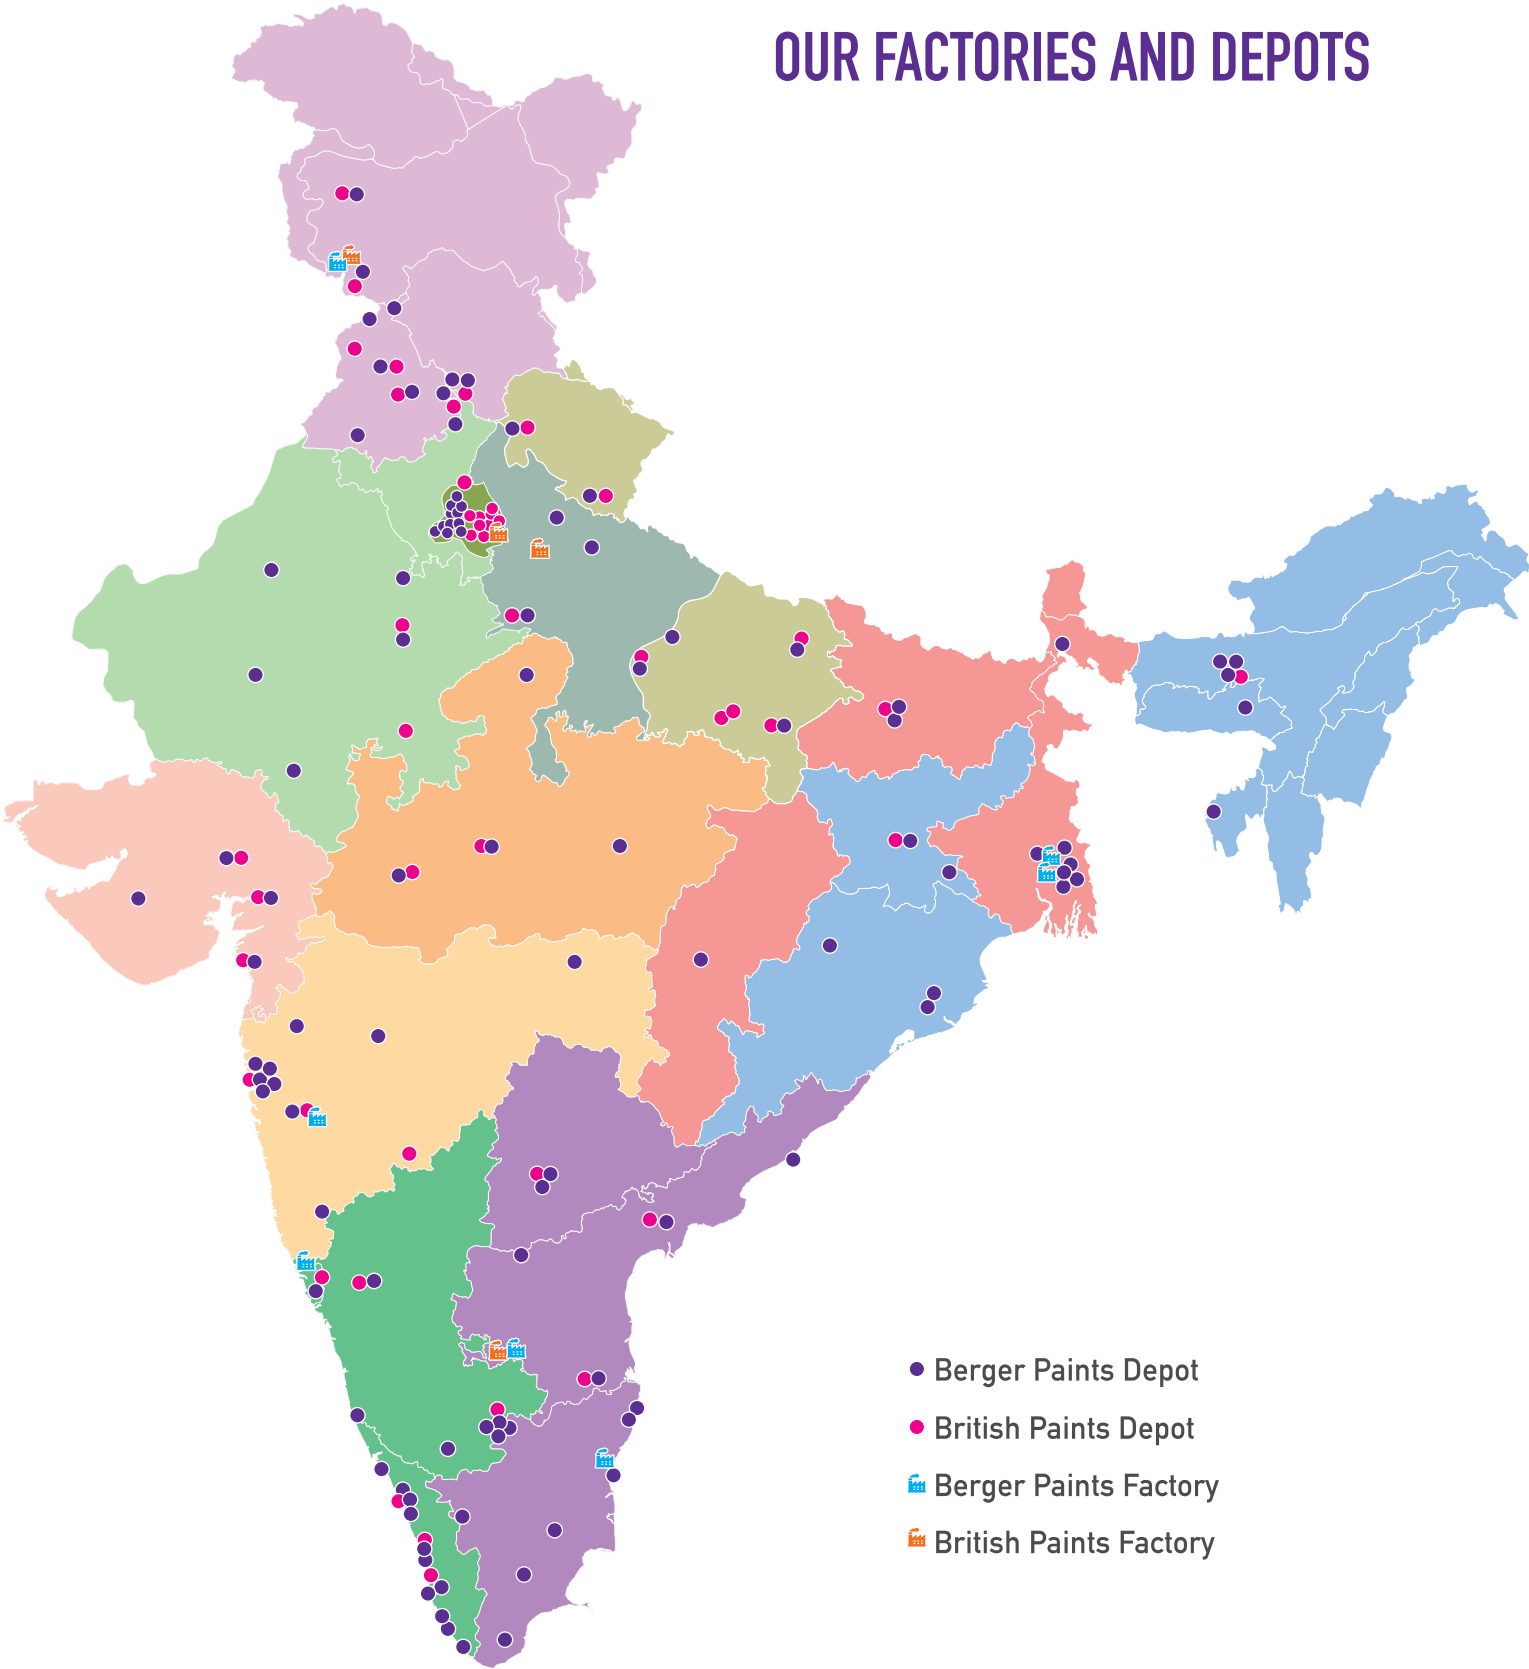 OUR FACTORIES AND DEPOTS
Berger Paints Depot
British Paints Depot
Berger Paints Factory
British Paints Factory